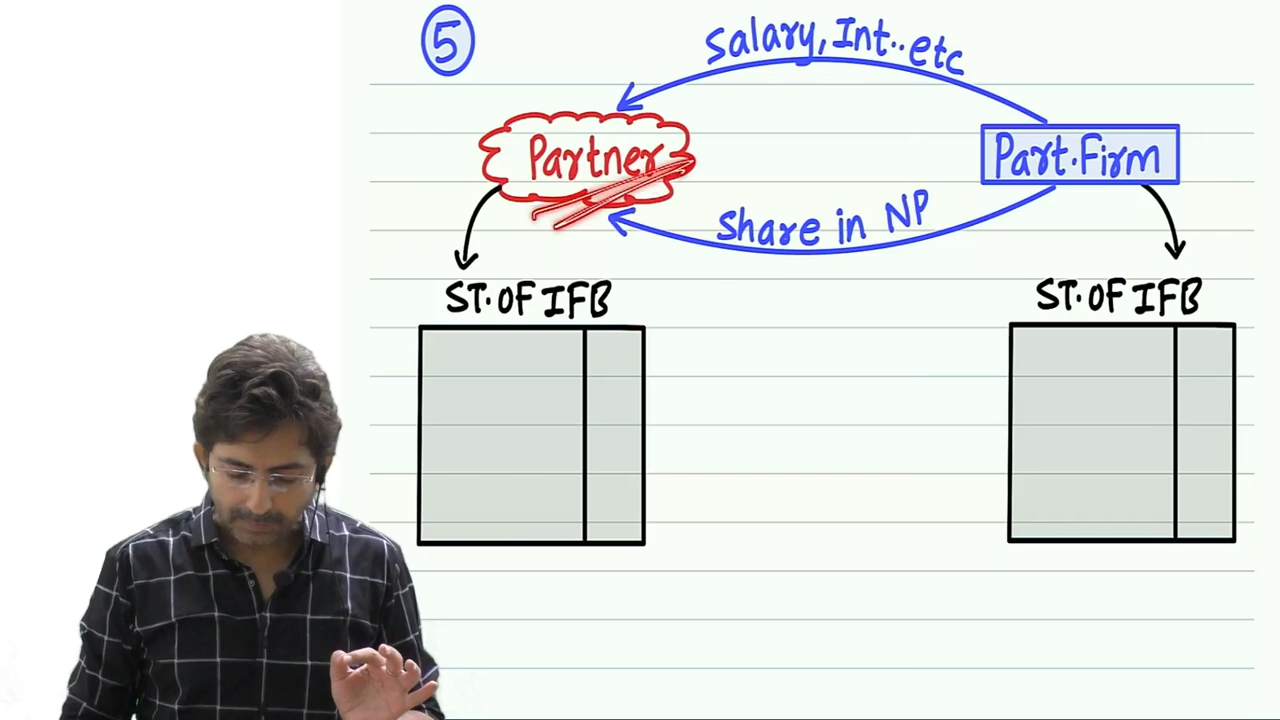 5
Salary, Int..etc
Partner
Part.Firm
Share in NP
ST. OF IFB
ST. OF IFB